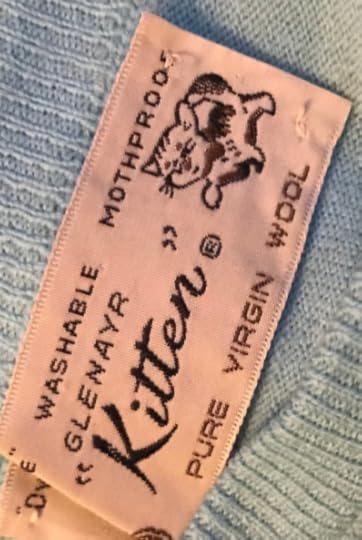 WASHABLE MOTHPROOF
"GLENAYR
Kitten" ®
PURE VIRGIN WOOL